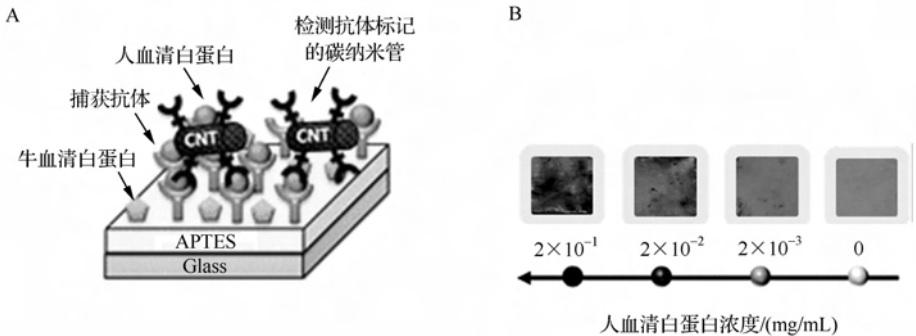 A
人血清白蛋白
检测抗体标记
的碳纳米管
捕获抗体
牛血清白蛋白
CNT
CNT
APTES
Glass
B
2×10⁻¹ 2×10⁻² 2×10⁻³ 0
人血清白蛋白浓度/(mg/mL)